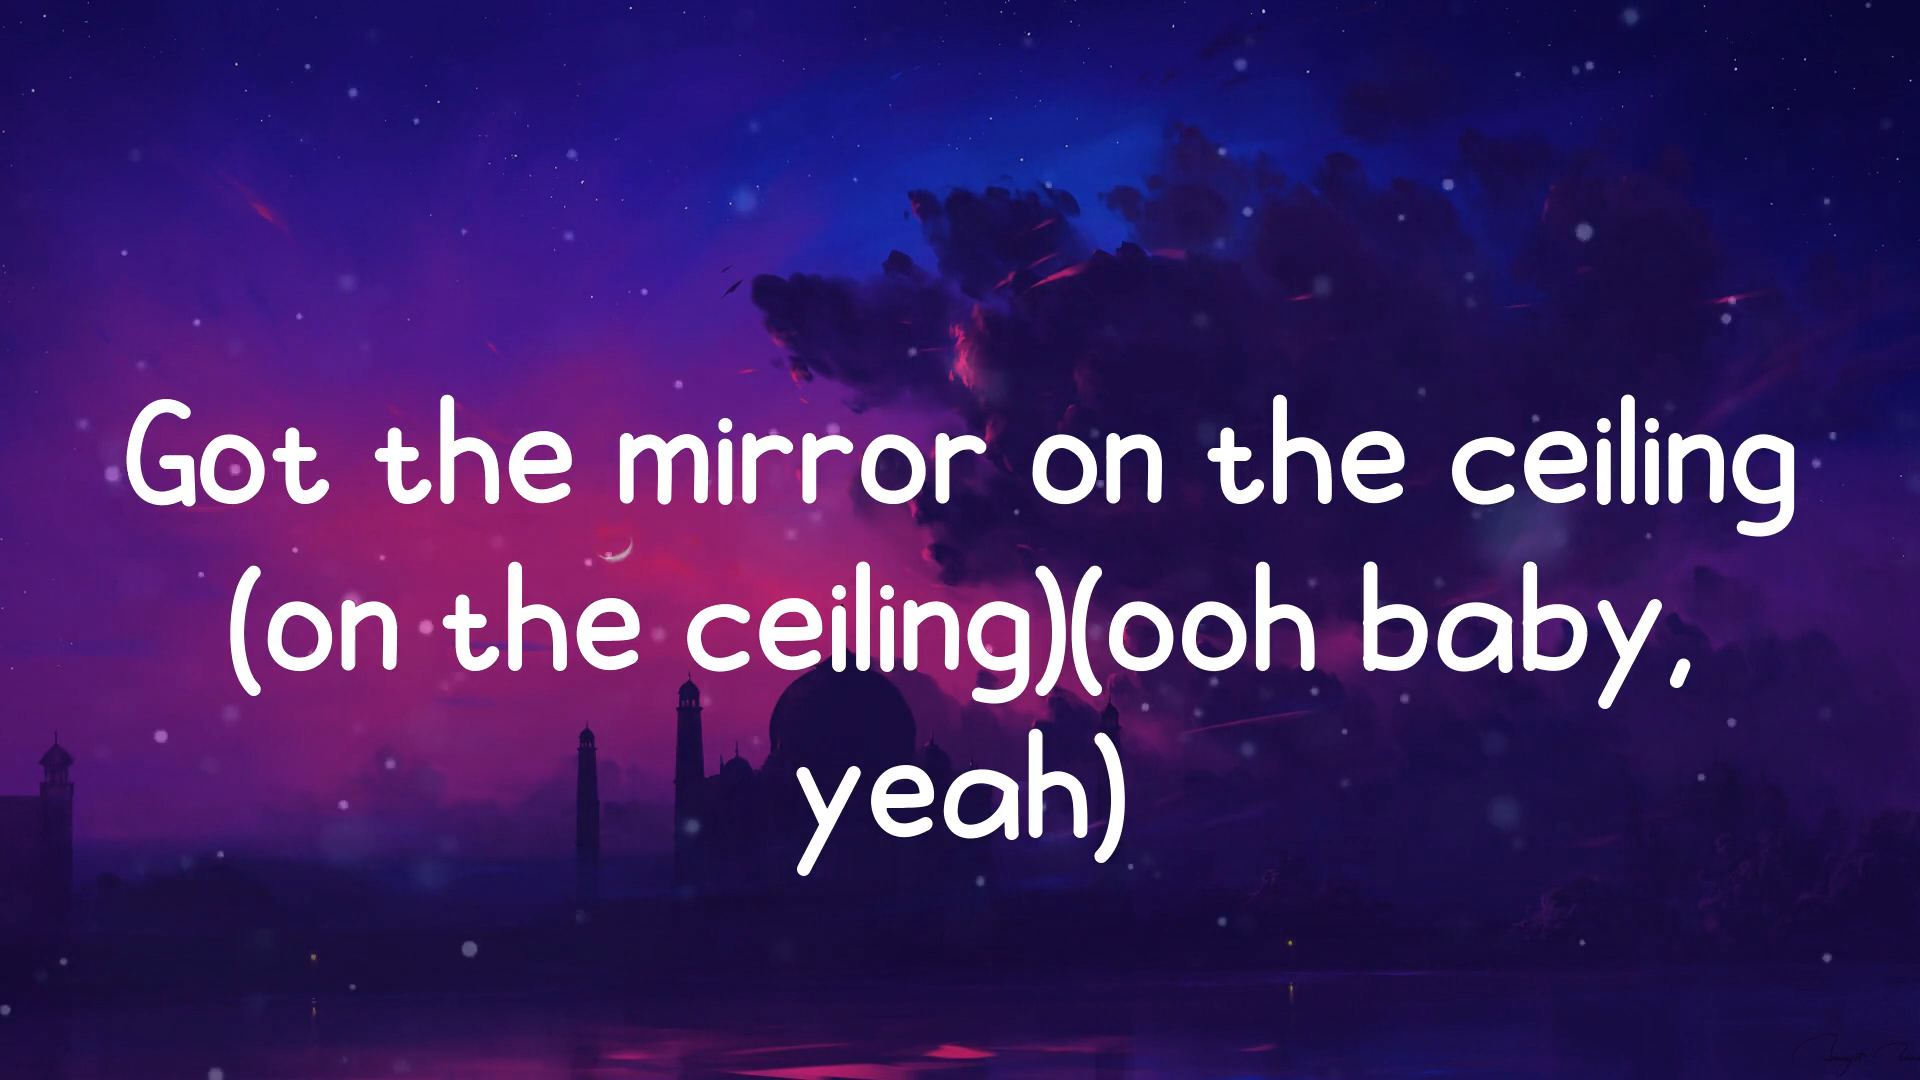 Got the mirror on the ceiling
(on the ceiling)(ooh baby,
yeah)